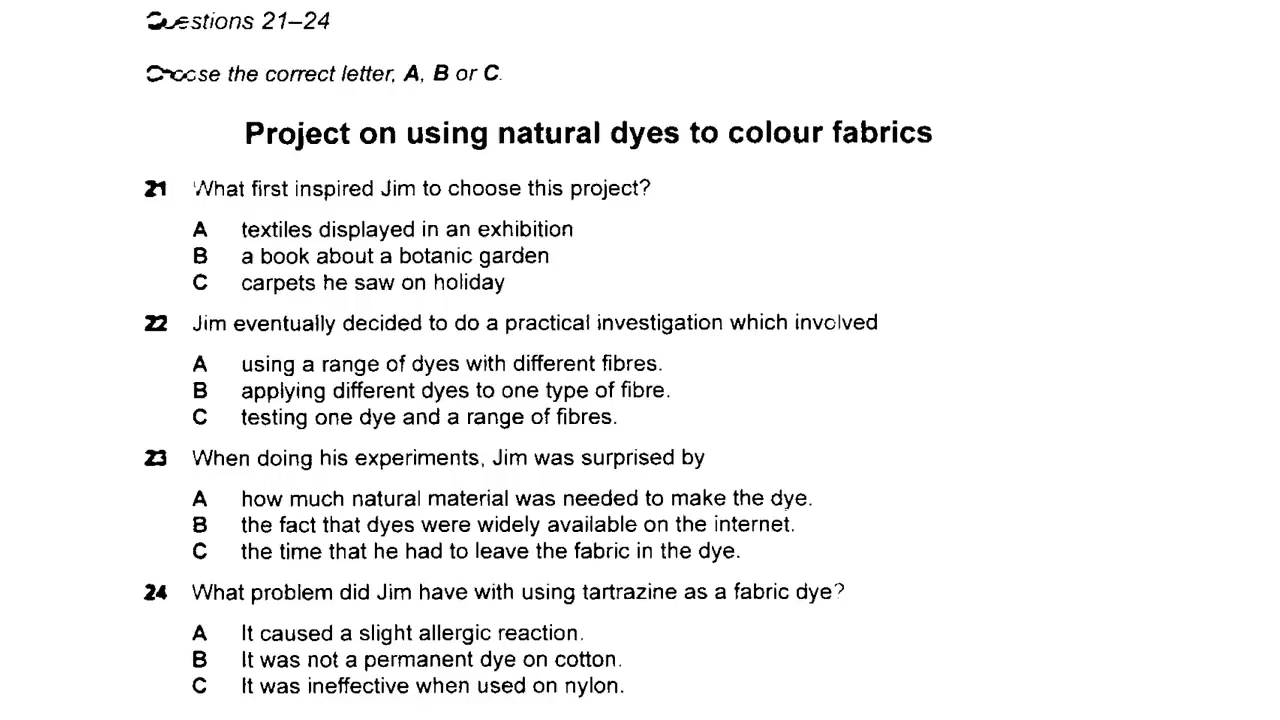 Questions 21–24
Choose the correct letter, A, B or C.
Project on using natural dyes to colour fabrics
21 What first inspired Jim to choose this project?
A textiles displayed in an exhibition
B a book about a botanic garden
C carpets he saw on holiday
22 Jim eventually decided to do a practical investigation which involved
A using a range of dyes with different fibres.
B applying different dyes to one type of fibre.
C testing one dye and a range of fibres.
23 When doing his experiments, Jim was surprised by
A how much natural material was needed to make the dye.
B the fact that dyes were widely available on the internet.
C the time that he had to leave the fabric in the dye.
24 What problem did Jim have with using tartrazine as a fabric dye?
A It caused a slight allergic reaction.
B It was not a permanent dye on cotton.
C It was ineffective when used on nylon.